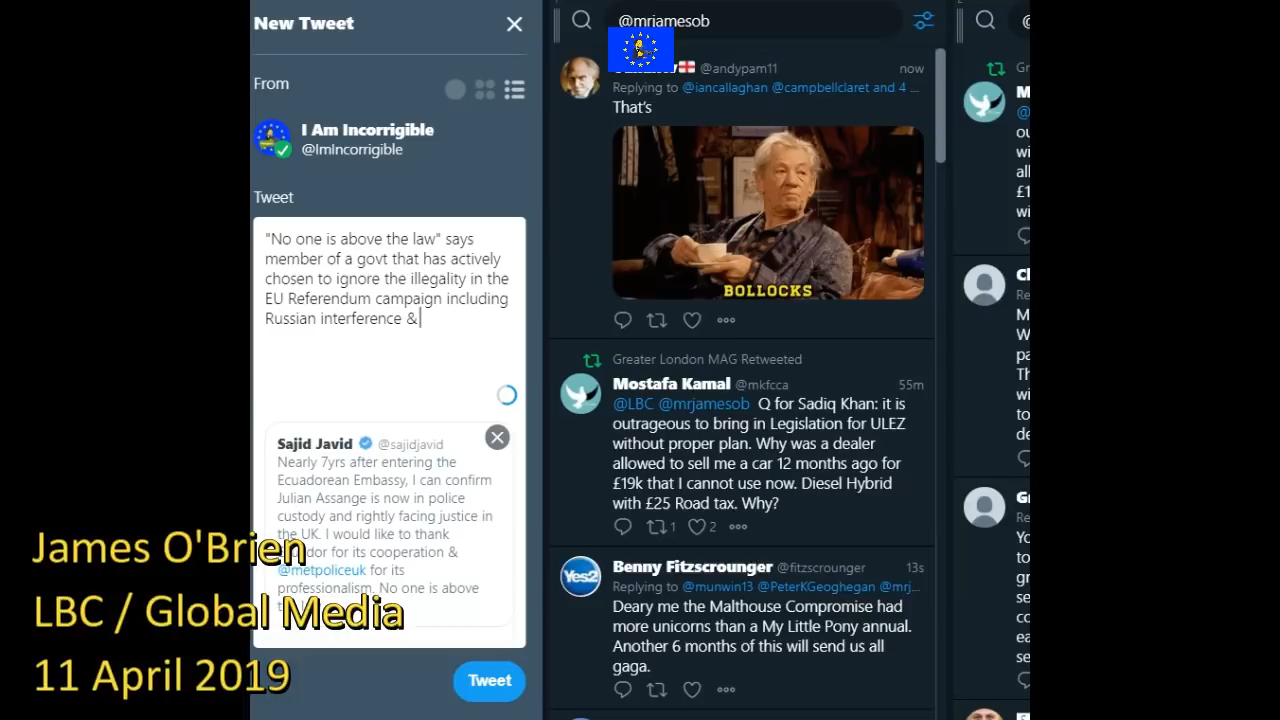 New Tweet
From
I Am Incorrigible
@ImIncorrigible
Tweet
"No one is above the law" says
member of a govt that has actively
chosen to ignore the illegality in the
EU Referendum campaign including
Russian interference &
Sajid Javid @sajidjavid
Nearly 7yrs after entering the
Ecuadorean Embassy, I can confirm
Julian Assange is now in police
custody and rightly facing justice in
the UK. I would like to thank
for its cooperation &
@metpoliceuk for its
professionalism. No one is above
Tweet
James O'Brien
LBC / Global Media
11 April 2019
@mrjamesob
@andypam11 now
Replying to @iancallaghan @campbellclaret and 4 ...
That's
BOLLOCKS
Greater London MAG Retweeted
Mostafa Kamal @mkfcca 55m
@LBC @mrjamesob Q for Sadiq Khan: it is
outrageous to bring in Legislation for ULEZ
without proper plan. Why was a dealer
allowed to sell me a car 12 months ago for
£19k that I cannot use now. Diesel Hybrid
with £25 Road tax. Why?
1 2
Yes2
Benny Fitzscrounger @fitzscrounger 13s
Replying to @munwin13 @PeterKGeoghegan @mrj...
Deary me the Malthouse Compromise had
more unicorns than a My Little Pony annual.
Another 6 months of this will send us all
gaga.